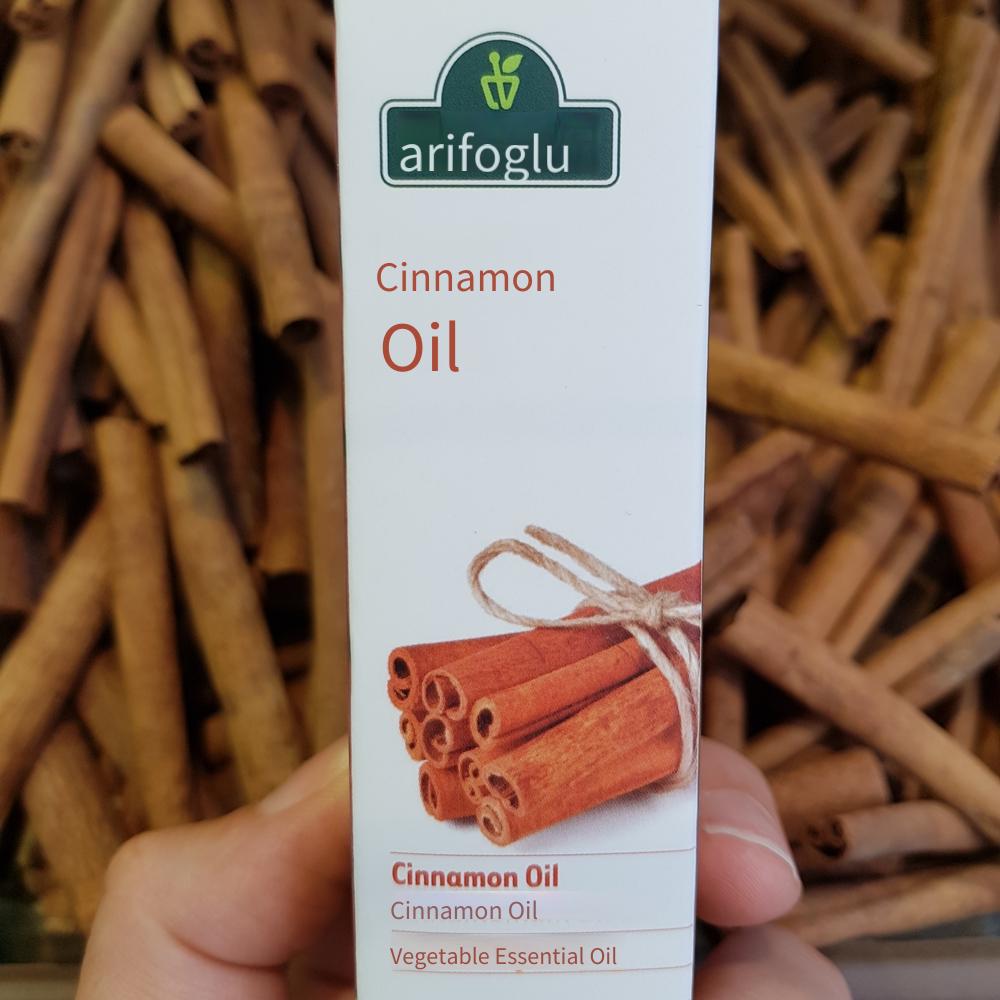 arifoglu
Cinnamon
Oil
Cinnamon Oil
Cinnamon Oil
Vegetable Essential Oil